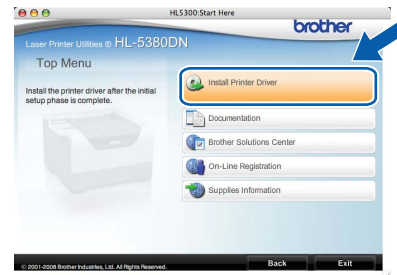 HL5300:Start Here
brother
Laser Printer Utilities ® HL-5380DN
Top Menu
Install the printer driver after the initial
setup phase is complete.
Install Printer Driver
Documentation
Brother Solutions Center
On-Line Registration
Supplies Information
© 2001-2008 Brother Industries, Ltd. All Rights Reserved.
Back
Exit